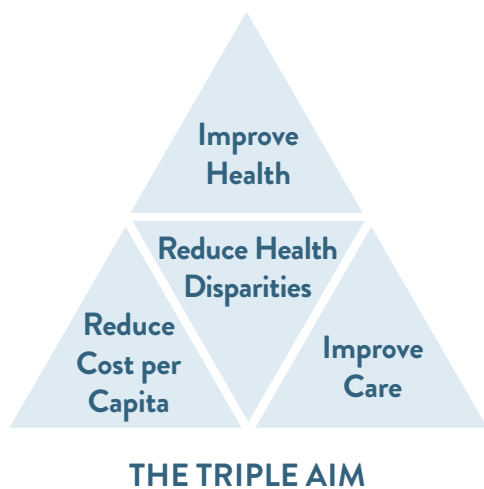 Improve
Health
Reduce Health
Disparities
Reduce
Cost per
Capita
Improve
Care
THE TRIPLE AIM